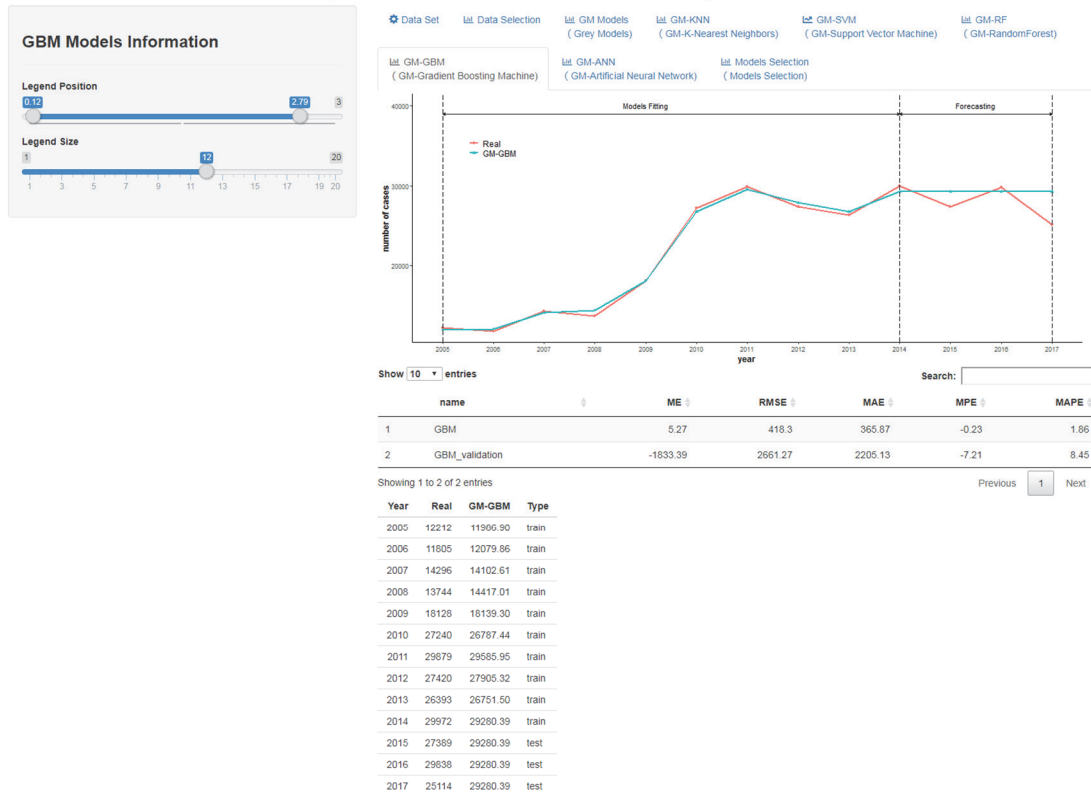 GBM Models Information
Legend Position
0.12 2.79 3
Legend Size
1 12 20
1 3 5 7 9 11 13 15 17 19 20
Data Set
Data Selection
GM Models
( Grey Models)
GM-KNN
( GM-K-Nearest Neighbors)
GM-SVM
( GM-Support Vector Machine)
GM-RF
( GM-RandomForest)
GM-GBM
( GM-Gradient Boosting Machine)
GM-ANN
( GM-Artificial Neural Network)
Models Selection
( Models Selection)
40000
Models Fitting
Forecasting
Real
GM-GBM
30000
number of cases
20000
2005 2006 2007 2008 2009 2010 2011 2012 2013 2014 2015 2016 2017
year
Show 10 entries
Search:
name ME RMSE MAE MPE MAPE
1 GBM 5.27 418.3 365.87 -0.23 1.86
2 GBM_validation -1833.39 2661.27 2205.13 -7.21 8.45
Showing 1 to 2 of 2 entries
Previous 1 Next
Year Real GM-GBM Type
2005 12212 11966.90 train
2006 11805 12079.86 train
2007 14296 14102.61 train
2008 13744 14417.01 train
2009 18128 18139.30 train
2010 27240 26787.44 train
2011 29879 29585.95 train
2012 27420 27905.32 train
2013 26393 26751.50 train
2014 29972 29280.39 train
2015 27389 29280.39 test
2016 29838 29280.39 test
2017 25114 29280.39 test